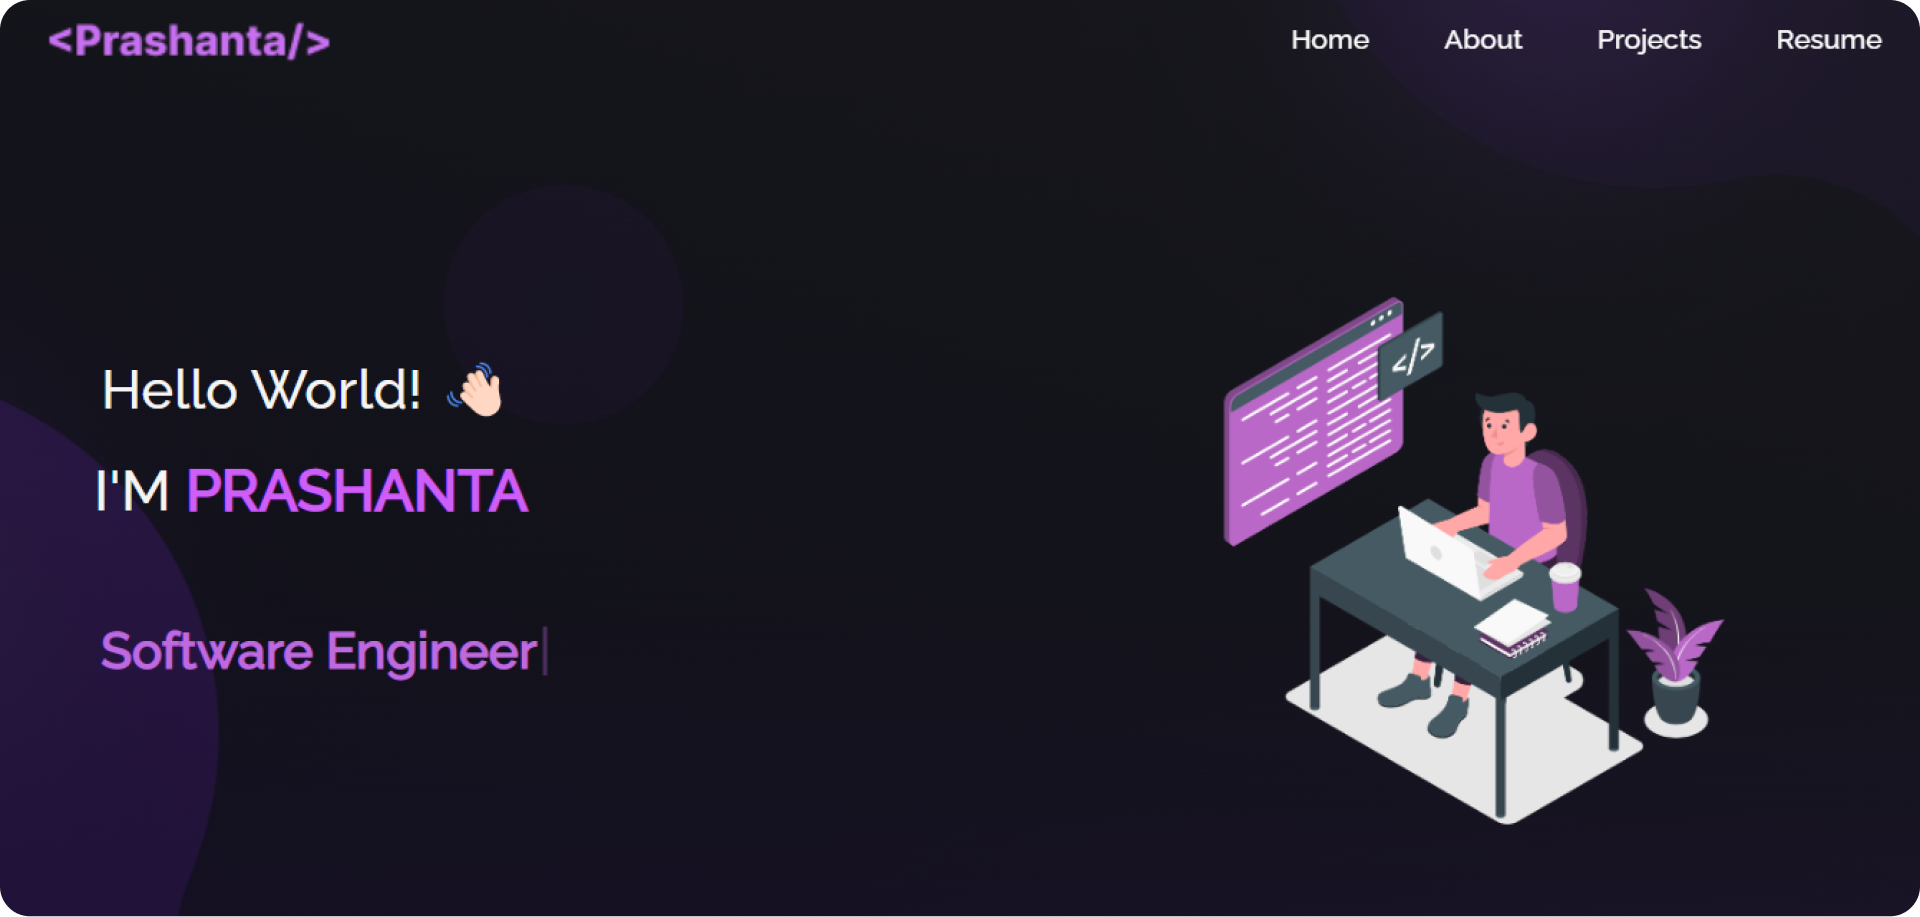 <Prashanta/>
Home About Projects Resume
</>
Hello World! 👋🏻
I'M PRASHANTA
Software Engineer|